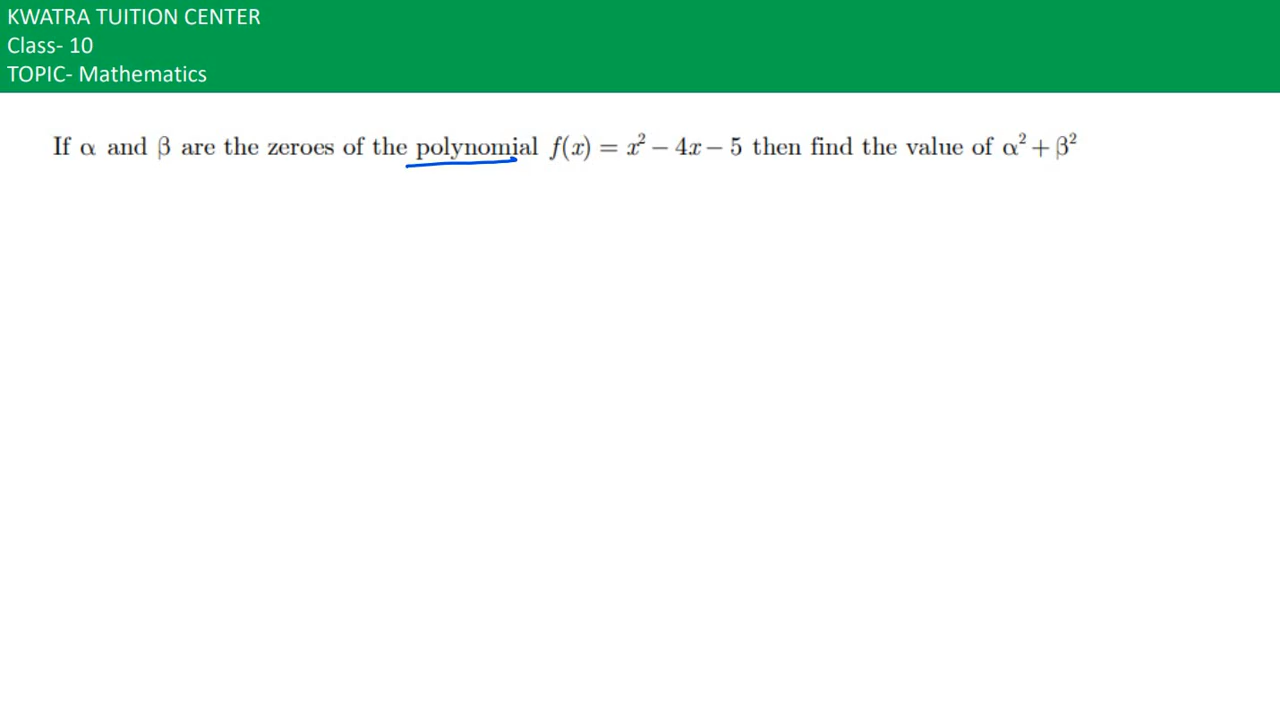 KWATRA TUITION CENTER
Class- 10
TOPIC- Mathematics
If α and β are the zeroes of the polynomial f(x) = x² − 4x − 5 then find the value of α² + β²